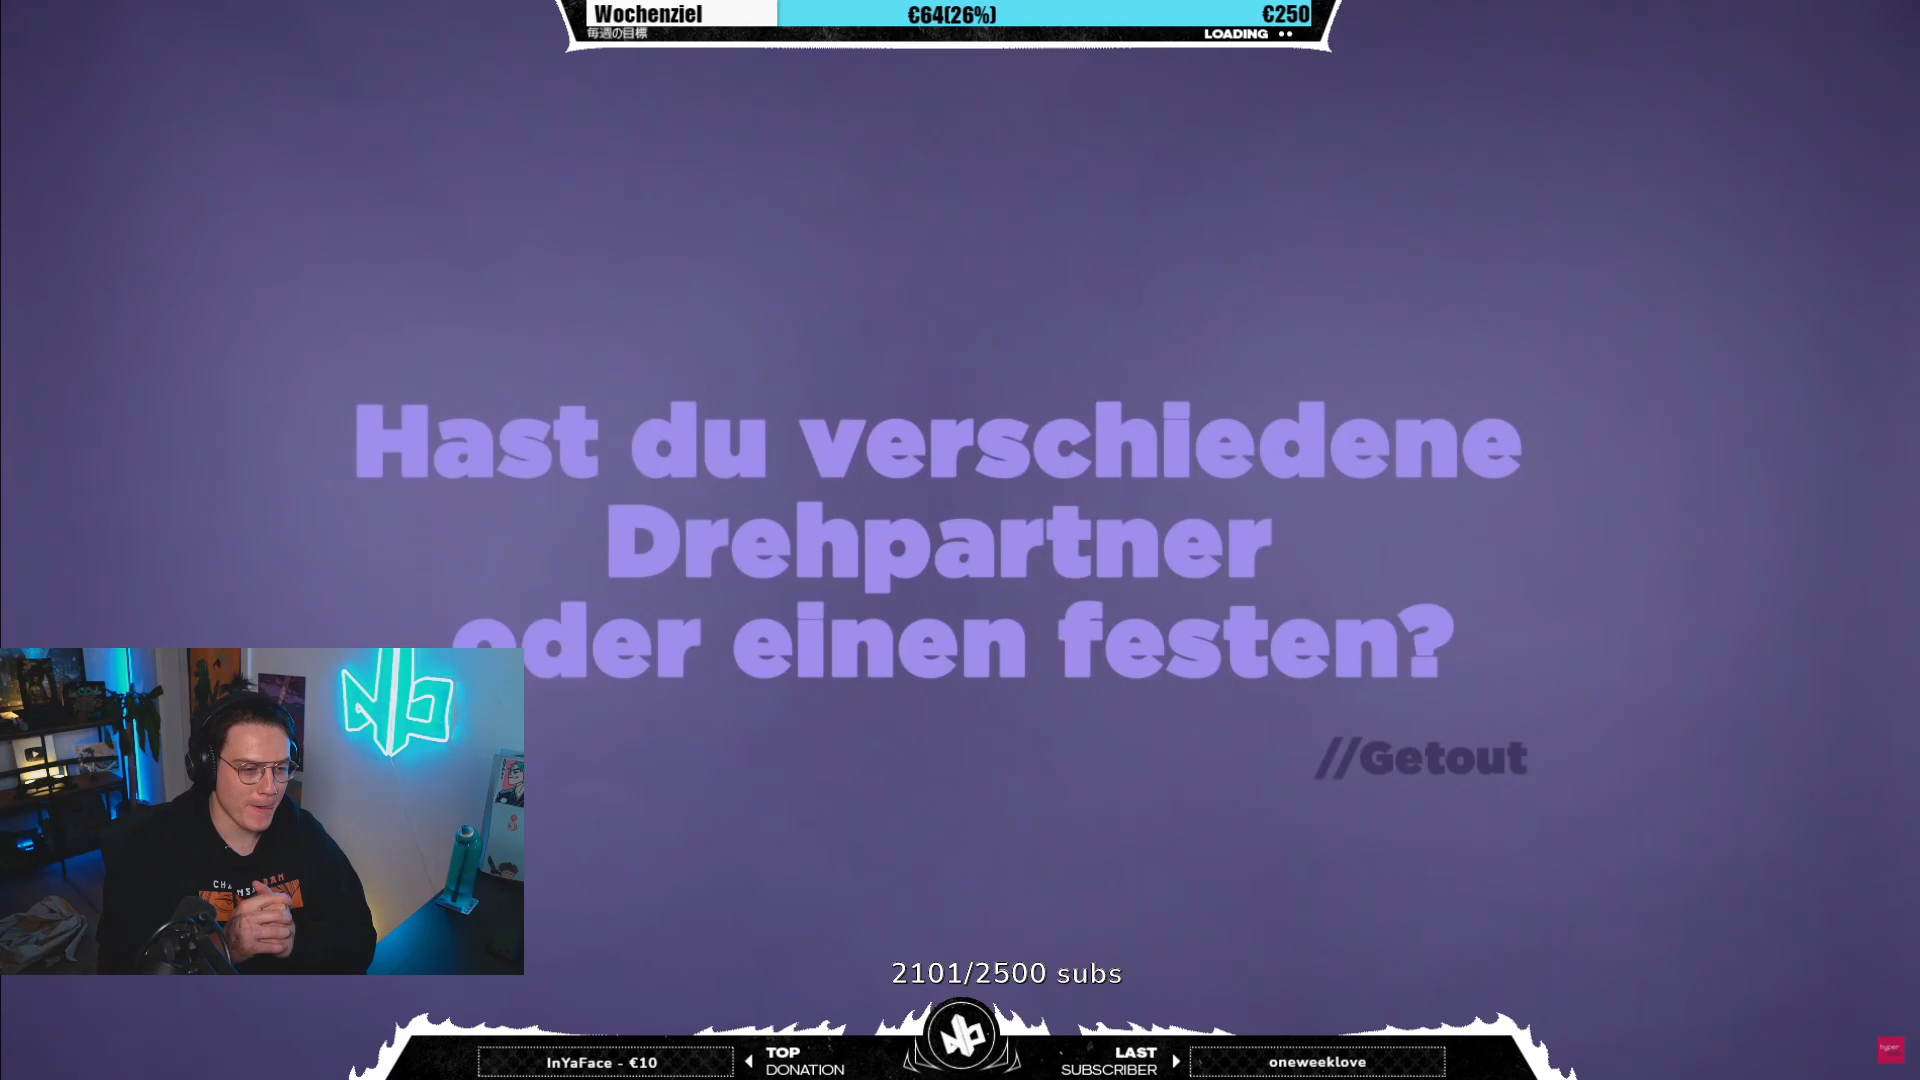 Wochenziel €64(26%) €250
毎週の目標 LOADING ••
Hast du verschiedene
Drehpartner
oder einen festen?
//Getout
2101/2500 subs
InYaFace - €10 TOP DONATION
LAST SUBSCRIBER oneweeklove
hyper